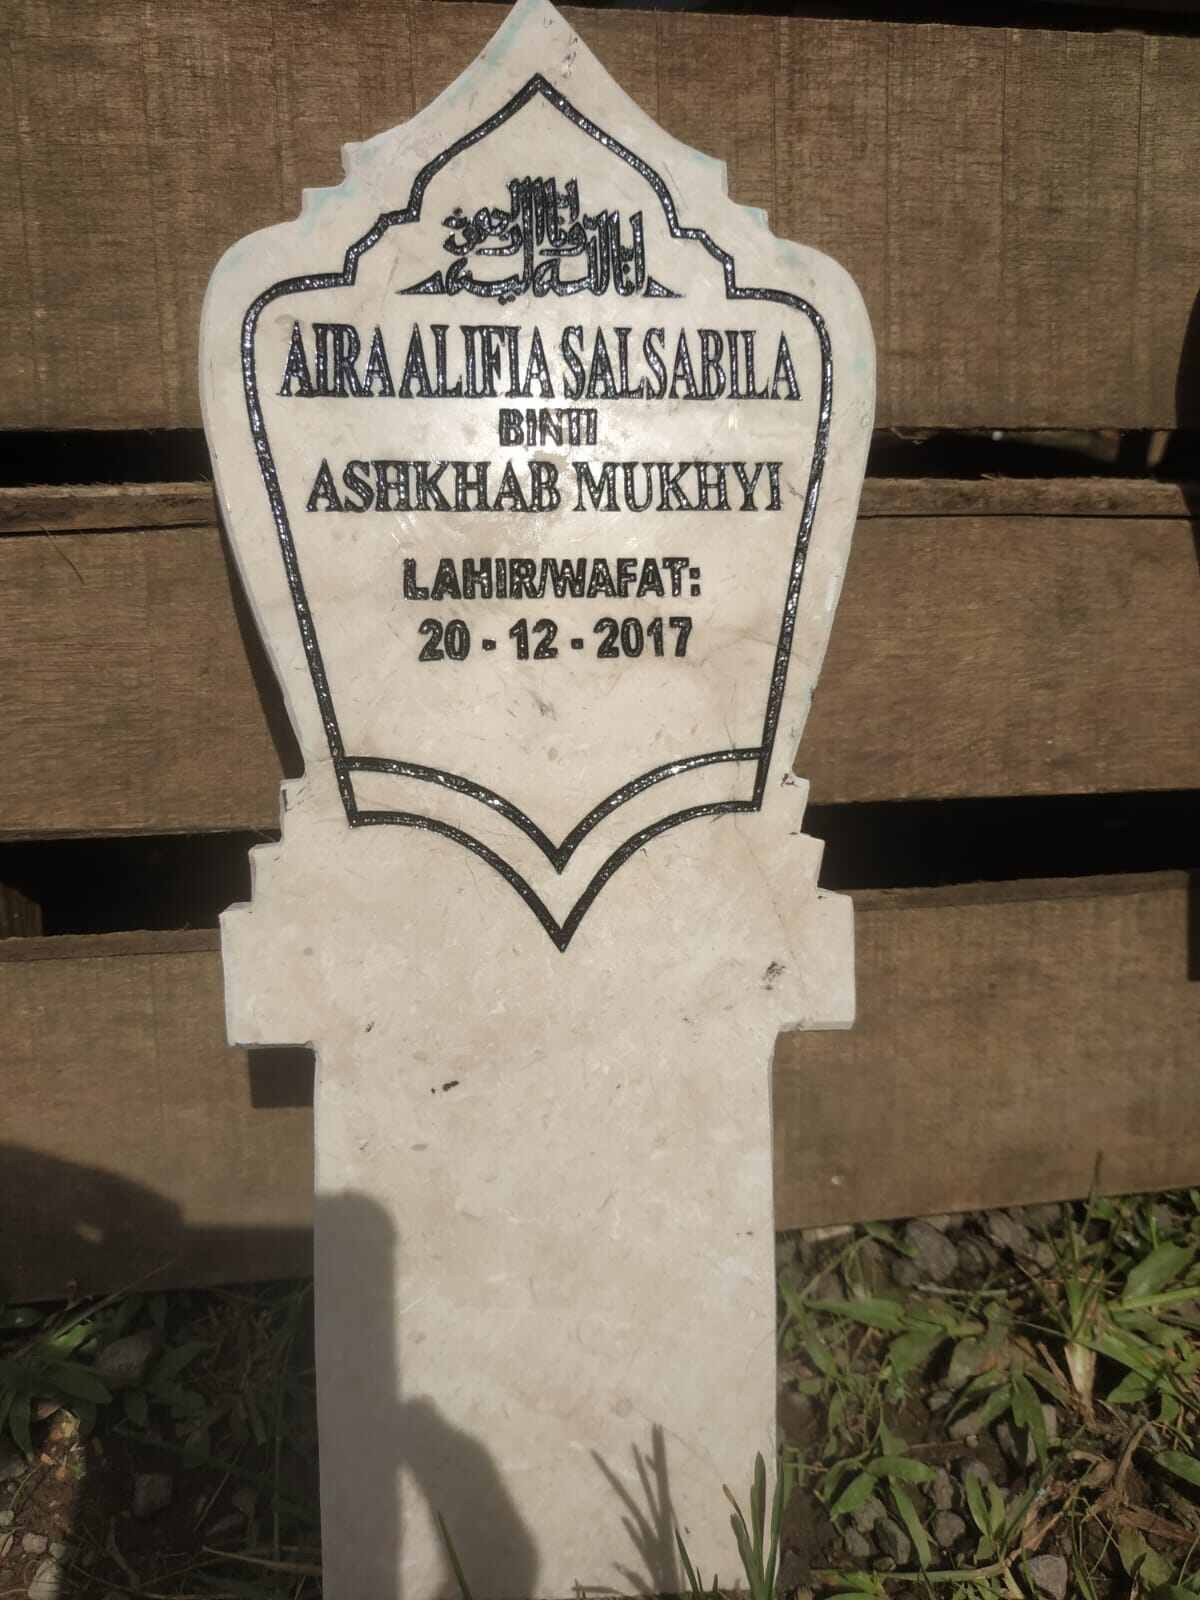 إنا لله وإنا إليه راجعون
AIRA ALIFIA SALSABILA
BINTI
ASHKHAB MUKHYI
LAHIR/WAFAT:
20 - 12 - 2017